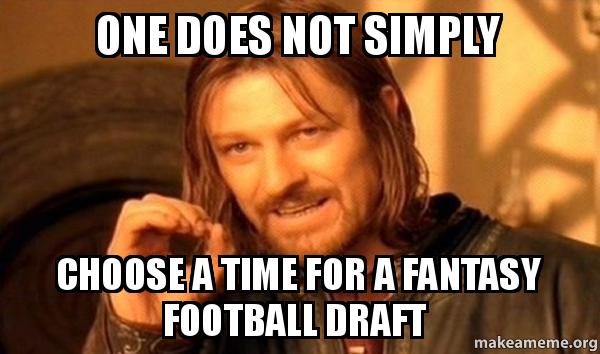 ONE DOES NOT SIMPLY
CHOOSE A TIME FOR A FANTASY
FOOTBALL DRAFT
makeameme.org